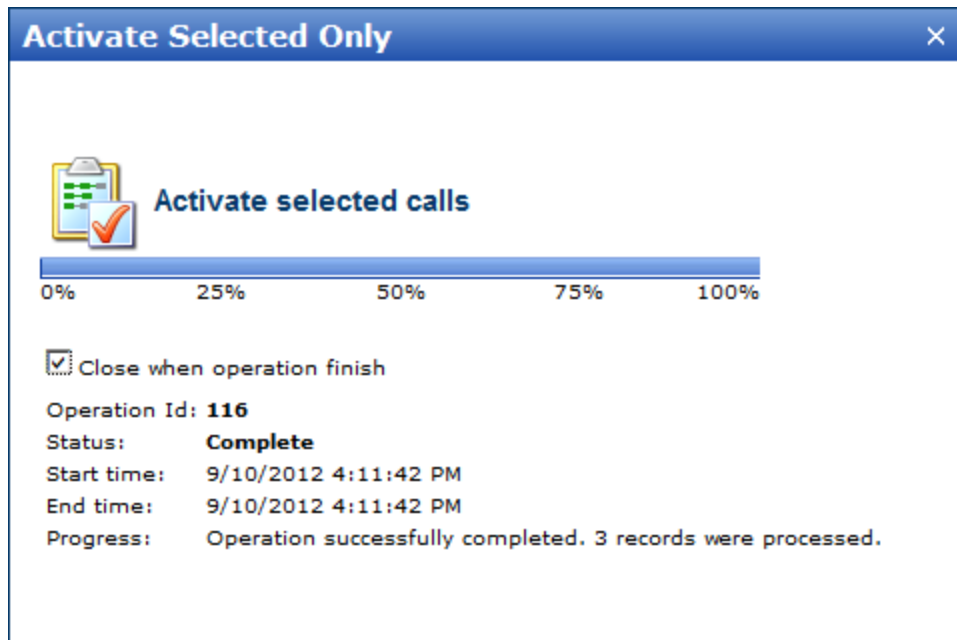 Activate Selected Only
Activate selected calls
0% 25% 50% 75% 100%
Close when operation finish
Operation Id: 116
Status: Complete
Start time: 9/10/2012 4:11:42 PM
End time: 9/10/2012 4:11:42 PM
Progress: Operation successfully completed. 3 records were processed.